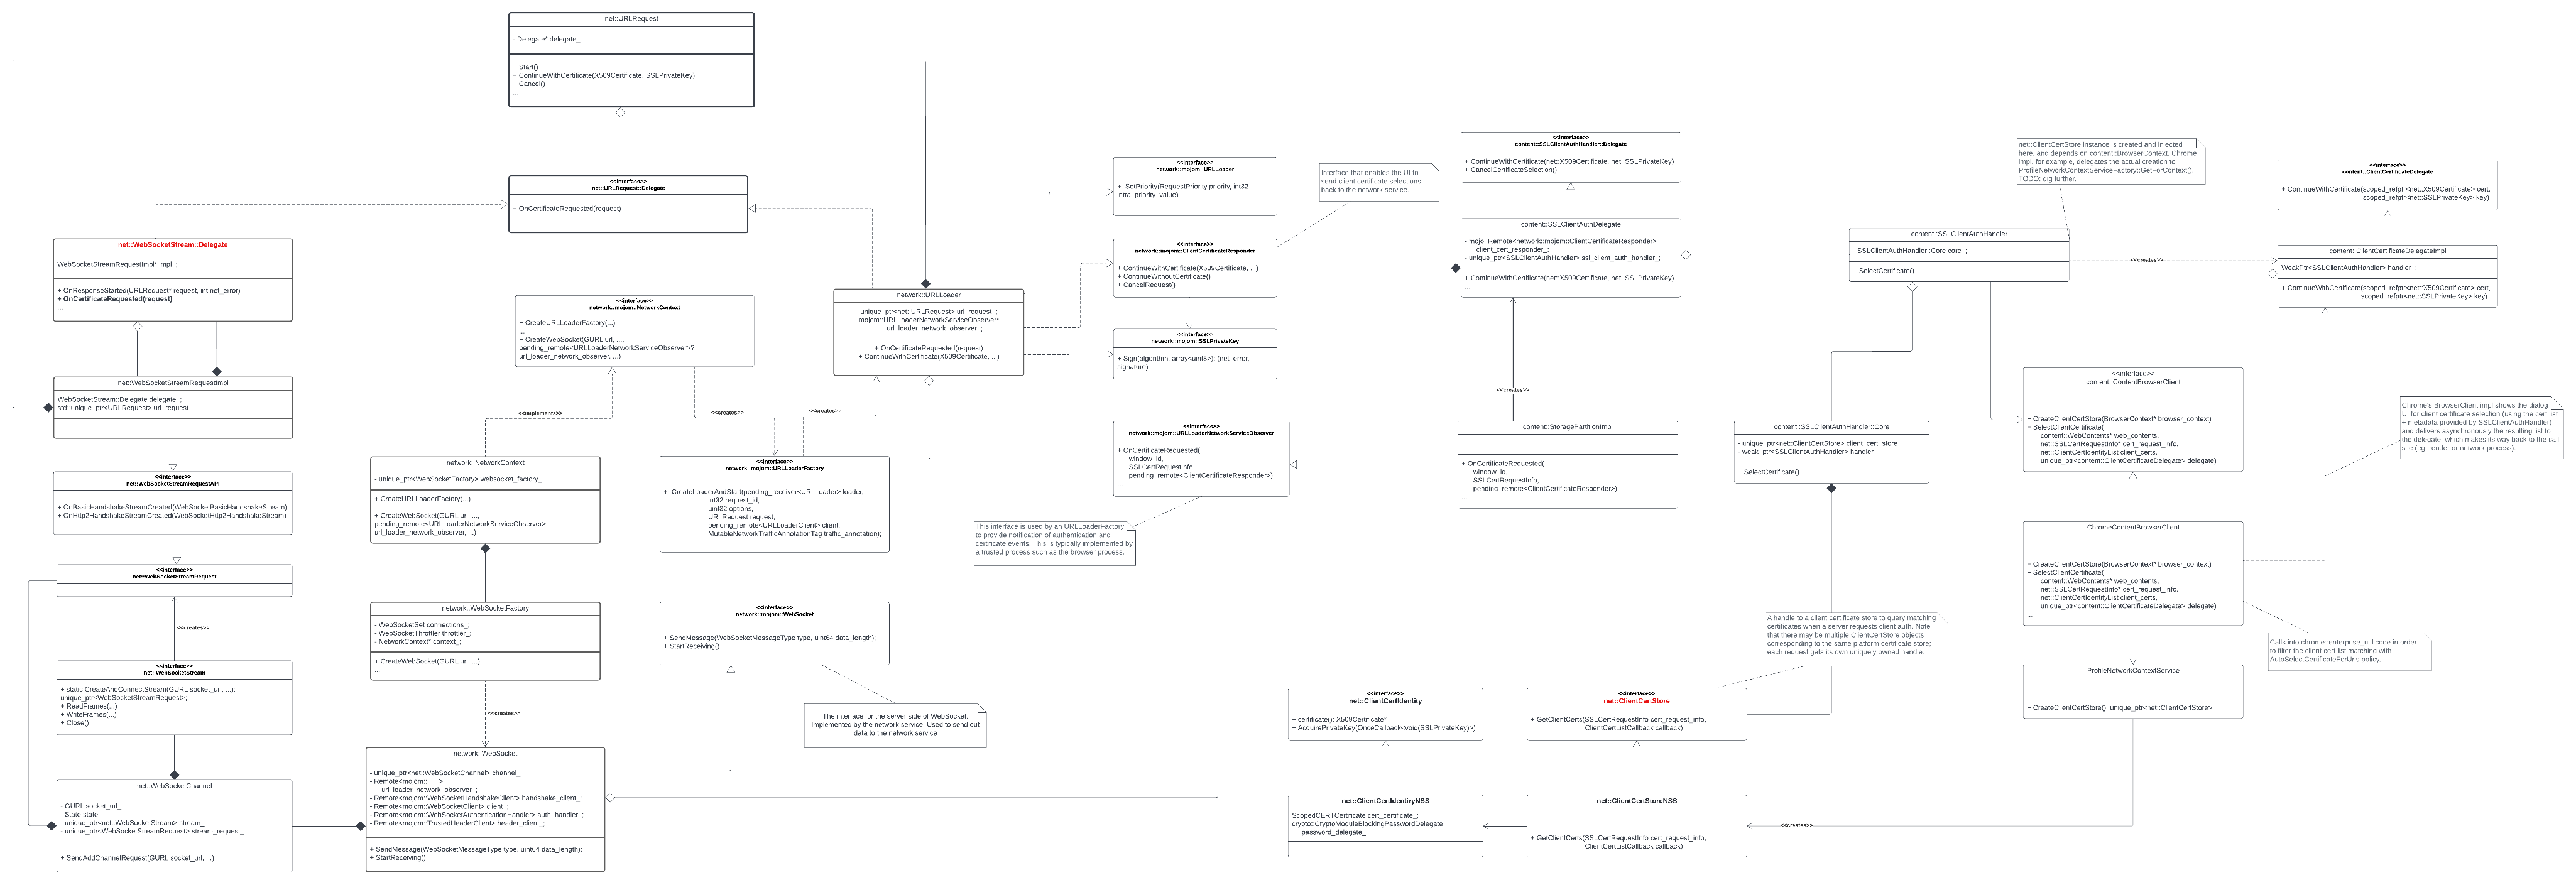 net::URLRequest
- Delegate* delegate_
+ Start()
+ ContinueWithCertificate(X509Certificate, SSLPrivateKey)
+ Cancel()
...
<<interface>>
net::URLRequest::Delegate
+ OnCertificateRequested(request)
...
net::WebSocketStream::Delegate
WebSocketStreamRequestImpl* impl_;
+ OnResponseStarted(URLRequest* request, int net_error)
+ OnCertificateRequested(request)
...
net::WebSocketStreamRequestImpl
WebSocketStream::Delegate delegate_;
std::unique_ptr<URLRequest> url_request_
<<interface>>
net::WebSocketStreamRequestAPI
+ OnBasicHandshakeStreamCreated(WebSocketBasicHandshakeStream)
+ OnHttp2HandshakeStreamCreated(WebSocketHttp2HandshakeStream)
<<interface>>
net::WebSocketStreamRequest
<<creates>>
<<interface>>
net::WebSocketStream
+ static CreateAndConnectStream(GURL socket_url, ...):
unique_ptr<WebSocketStreamRequest>;
+ ReadFrames(...)
+ WriteFrames(...)
+ Close()
net::WebSocketChannel
- GURL socket_url_
- State state_
- unique_ptr<net::WebSocketStream> stream_
- unique_ptr<WebSocketStreamRequest> stream_request_
+ SendAddChannelRequest(GURL socket_url, ...)
<<interface>>
network::mojom::NetworkContext
+ CreateURLLoaderFactory(...)
...
+ CreateWebSocket(GURL url, ...,
pending_remote<URLLoaderNetworkServiceObserver>?
url_loader_network_observer, ...)
<<implements>>
<<creates>>
<<creates>>
network::NetworkContext
- unique_ptr<WebSocketFactory> websocket_factory_;
+ CreateURLLoaderFactory(...)
...
+ CreateWebSocket(GURL url, ...,
pending_remote<URLLoaderNetworkServiceObserver>
url_loader_network_observer, ...)
<<interface>>
network::mojom::URLLoaderFactory
+ CreateLoaderAndStart(pending_receiver<URLLoader> loader,
int32 request_id,
uint32 options,
URLRequest request,
pending_remote<URLLoaderClient> client,
MutableNetworkTrafficAnnotationTag traffic_annotation);
network::WebSocketFactory
- WebSocketSet connections_;
- WebSocketThrottler throttler_;
- NetworkContext* context_;
+ CreateWebSocket(GURL url, ...)
...
<<creates>>
<<interface>>
network::mojom::WebSocket
+ SendMessage(WebSocketMessageType type, uint64 data_length);
+ StartReceiving()
The interface for the server side of WebSocket.
Implemented by the network service. Used to send out
data to the network service
network::WebSocket
- unique_ptr<net::WebSocketChannel> channel_
- Remote<mojom:: >
url_loader_network_observer_;
- Remote<mojom::WebSocketHandshakeClient> handshake_client_;
- Remote<mojom::WebSocketClient> client_;
- Remote<mojom::WebSocketAuthenticationHandler> auth_handler_;
- Remote<mojom::TrustedHeaderClient> header_client_;
+ SendMessage(WebSocketMessageType type, uint64 data_length);
+ StartReceiving()
network::URLLoader
unique_ptr<net::URLRequest> url_request_;
mojom::URLLoaderNetworkServiceObserver*
url_loader_network_observer_;
+ OnCertificateRequested(request)
+ ContinueWithCertificate(X509Certificate, ...)
...
<<interface>>
network::mojom::URLLoader
+ SetPriority(RequestPriority priority, int32
intra_priority_value)
...
<<interface>>
network::mojom::ClientCertificateResponder
+ ContinueWithCertificate(X509Certificate, ...)
+ ContinueWithoutCertificate()
+ CancelRequest()
<<interface>>
network::mojom::SSLPrivateKey
+ Sign(algorithm, array<uint8>): (net_error,
signature)
<<interface>>
network::mojom::URLLoaderNetworkServiceObserver
+ OnCertificateRequested(
window_id,
SSLCertRequestInfo,
pending_remote<ClientCertificateResponder>);
...
This interface is used by an URLLoaderFactory
to provide notification of authentication and
certificate events. This is typically implemented by
a trusted process such as the browser process.
Interface that enables the UI to
send client certificate selections
back to the network service.
<<interface>>
content::SSLClientAuthHandler::Delegate
+ ContinueWithCertificate(net::X509Certificate, net::SSLPrivateKey)
+ CancelCertificateSelection()
content::SSLClientAuthDelegate
- mojo::Remote<network::mojom::ClientCertificateResponder>
client_cert_responder_;
- unique_ptr<SSLClientAuthHandler> ssl_client_auth_handler_;
+ ContinueWithCertificate(net::X509Certificate, net::SSLPrivateKey)
...
<<creates>>
content::StoragePartitionImpl
+ OnCertificateRequested(
window_id,
SSLCertRequestInfo,
pending_remote<ClientCertificateResponder>);
...
content::SSLClientAuthHandler
- SSLClientAuthHandler::Core core_;
+ SelectCertificate()
net::ClientCertStore instance is created and injected
here, and depends on content::BrowserContext. Chrome
impl, for example, delegates the actual creation to
ProfileNetworkContextServiceFactory::GetForContext().
TODO: dig further.
<<creates>>
<<interface>>
content::ClientCertificateDelegate
+ ContinueWithCertificate(scoped_refptr<net::X509Certificate> cert,
scoped_refptr<net::SSLPrivateKey> key)
content::ClientCertificateDelegateImpl
WeakPtr<SSLClientAuthHandler> handler_;
+ ContinueWithCertificate(scoped_refptr<net::X509Certificate> cert,
scoped_refptr<net::SSLPrivateKey> key)
content::SSLClientAuthHandler::Core
- unique_ptr<net::ClientCertStore> client_cert_store_
- weak_ptr<SSLClientAuthHandler> handler_
+ SelectCertificate()
<<interface>>
content::ContentBrowserClient
+ CreateClientCertStore(BrowserContext* browser_context)
+ SelectClientCertificate(
content::WebContents* web_contents,
net::SSLCertRequestInfo* cert_request_info,
net::ClientCertIdentityList client_certs,
unique_ptr<content::ClientCertificateDelegate> delegate)
Chrome's BrowserClient impl shows the dialog
UI for client certificate selection (using the cert list
+ metadata provided by SSLClientAuthHandler)
and delivers asynchronously the resulting list to
the delegate, which makes its way back to the call
site (eg: render or network process).
ChromeContentBrowserClient
+ CreateClientCertStore(BrowserContext* browser_context)
+ SelectClientCertificate(
content::WebContents* web_contents,
net::SSLCertRequestInfo* cert_request_info,
net::ClientCertIdentityList client_certs,
unique_ptr<content::ClientCertificateDelegate> delegate)
...
Calls into chrome::enterprise_util code in order
to filter the client cert list matching with
AutoSelectCertificateForUrls policy.
ProfileNetworkContextService
+ CreateClientCertStore(): unique_ptr<net::ClientCertStore>
A handle to a client certificate store to query matching
certificates when a server requests client auth. Note
that there may be multiple ClientCertStore objects
corresponding to the same platform certificate store;
each request gets its own uniquely owned handle.
<<interface>>
net::ClientCertIdentity
+ certificate(): X509Certificate*
+ AcquirePrivateKey(OnceCallback<void(SSLPrivateKey)>)
<<interface>>
net::ClientCertStore
+ GetClientCerts(SSLCertRequestInfo cert_request_info,
ClientCertListCallback callback)
net::ClientCertIdentiryNSS
ScopedCERTCertificate cert_certificate_;
crypto::CryptoModuleBlockingPasswordDelegate
password_delegate_;
net::ClientCertStoreNSS
+ GetClientCerts(SSLCertRequestInfo cert_request_info,
ClientCertListCallback callback)
<<creates>>